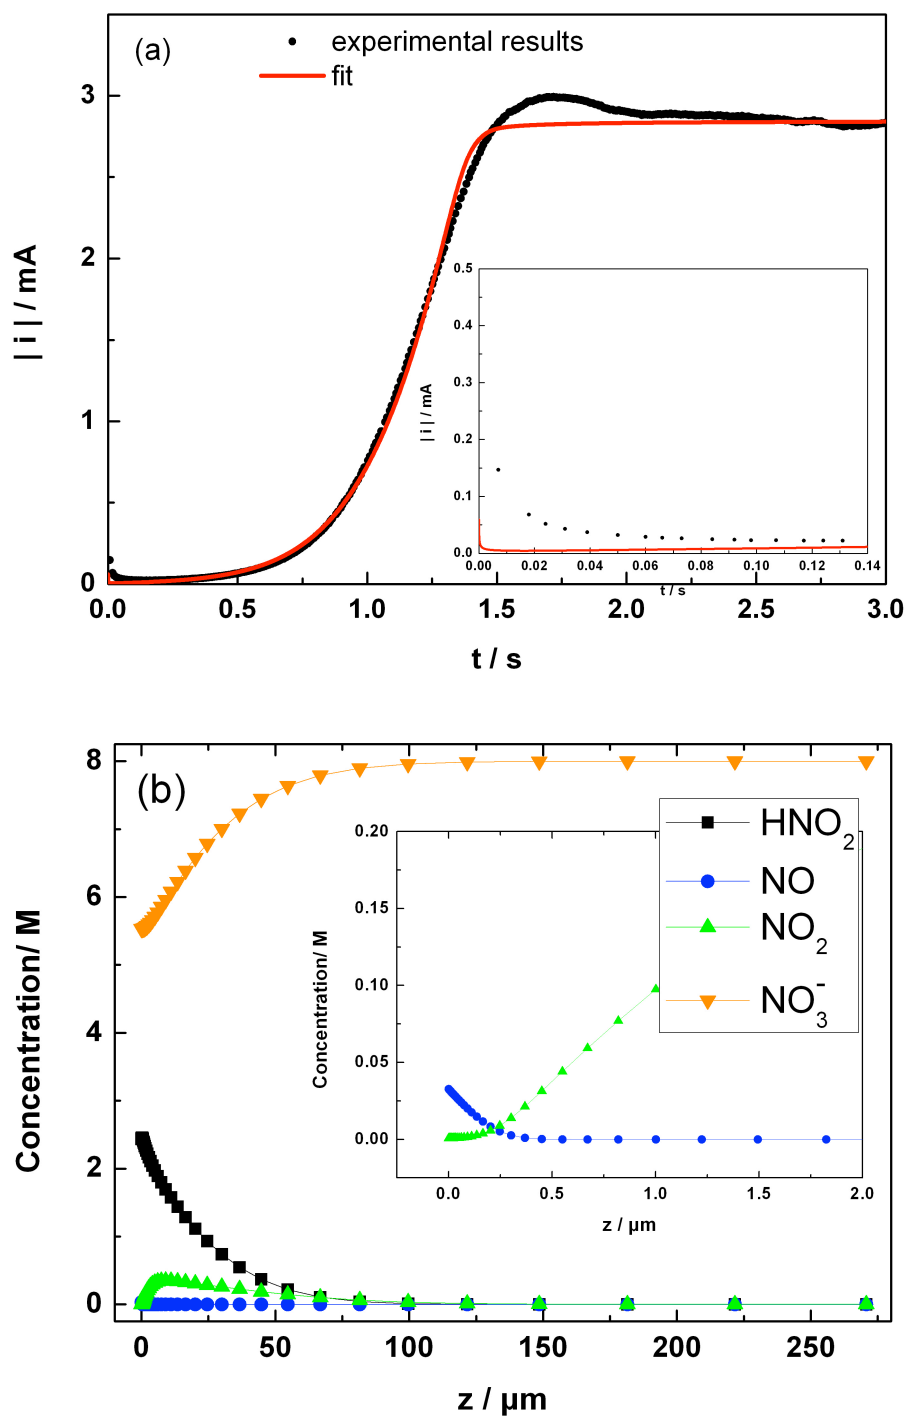 (a)
experimental results
fit
3
2
1
0
| i | / mA
0.0 0.5 1.0 1.5 2.0 2.5 3.0
t / s
0.5
0.4
0.3
0.2
0.1
0.0
| i | / mA
0.00 0.02 0.04 0.06 0.08 0.10 0.12 0.14
t / s
(b)
8
6
4
2
0
Concentration/ M
0 50 100 150 200 250
z / µm
HNO2
NO
NO2
NO3-
0.20
0.15
0.10
0.05
0.00
Concentration/ M
0.0 0.5 1.0 1.5 2.0
z / µm